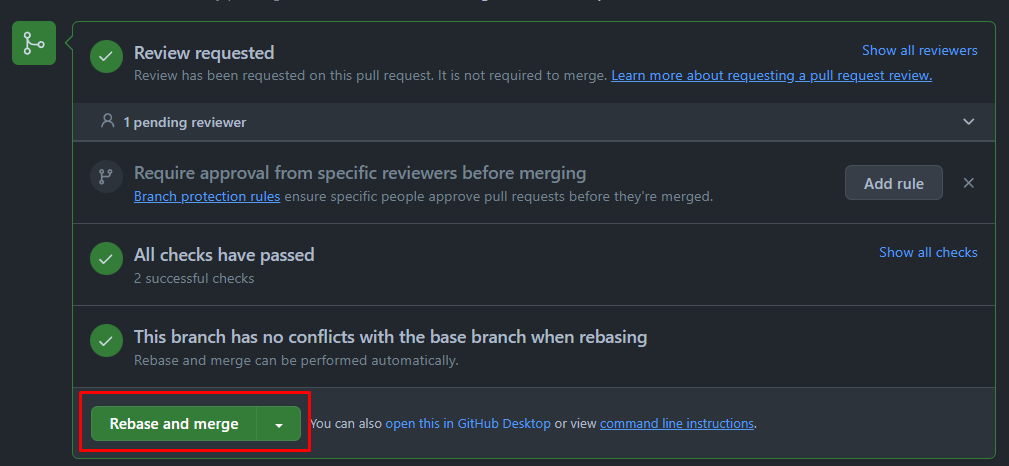 Review requested
Show all reviewers
Review has been requested on this pull request. It is not required to merge. Learn more about requesting a pull request review.
1 pending reviewer
Require approval from specific reviewers before merging
Branch protection rules ensure specific people approve pull requests before they're merged.
Add rule
All checks have passed
Show all checks
2 successful checks
This branch has no conflicts with the base branch when rebasing
Rebase and merge can be performed automatically.
Rebase and merge
You can also open this in GitHub Desktop or view command line instructions.